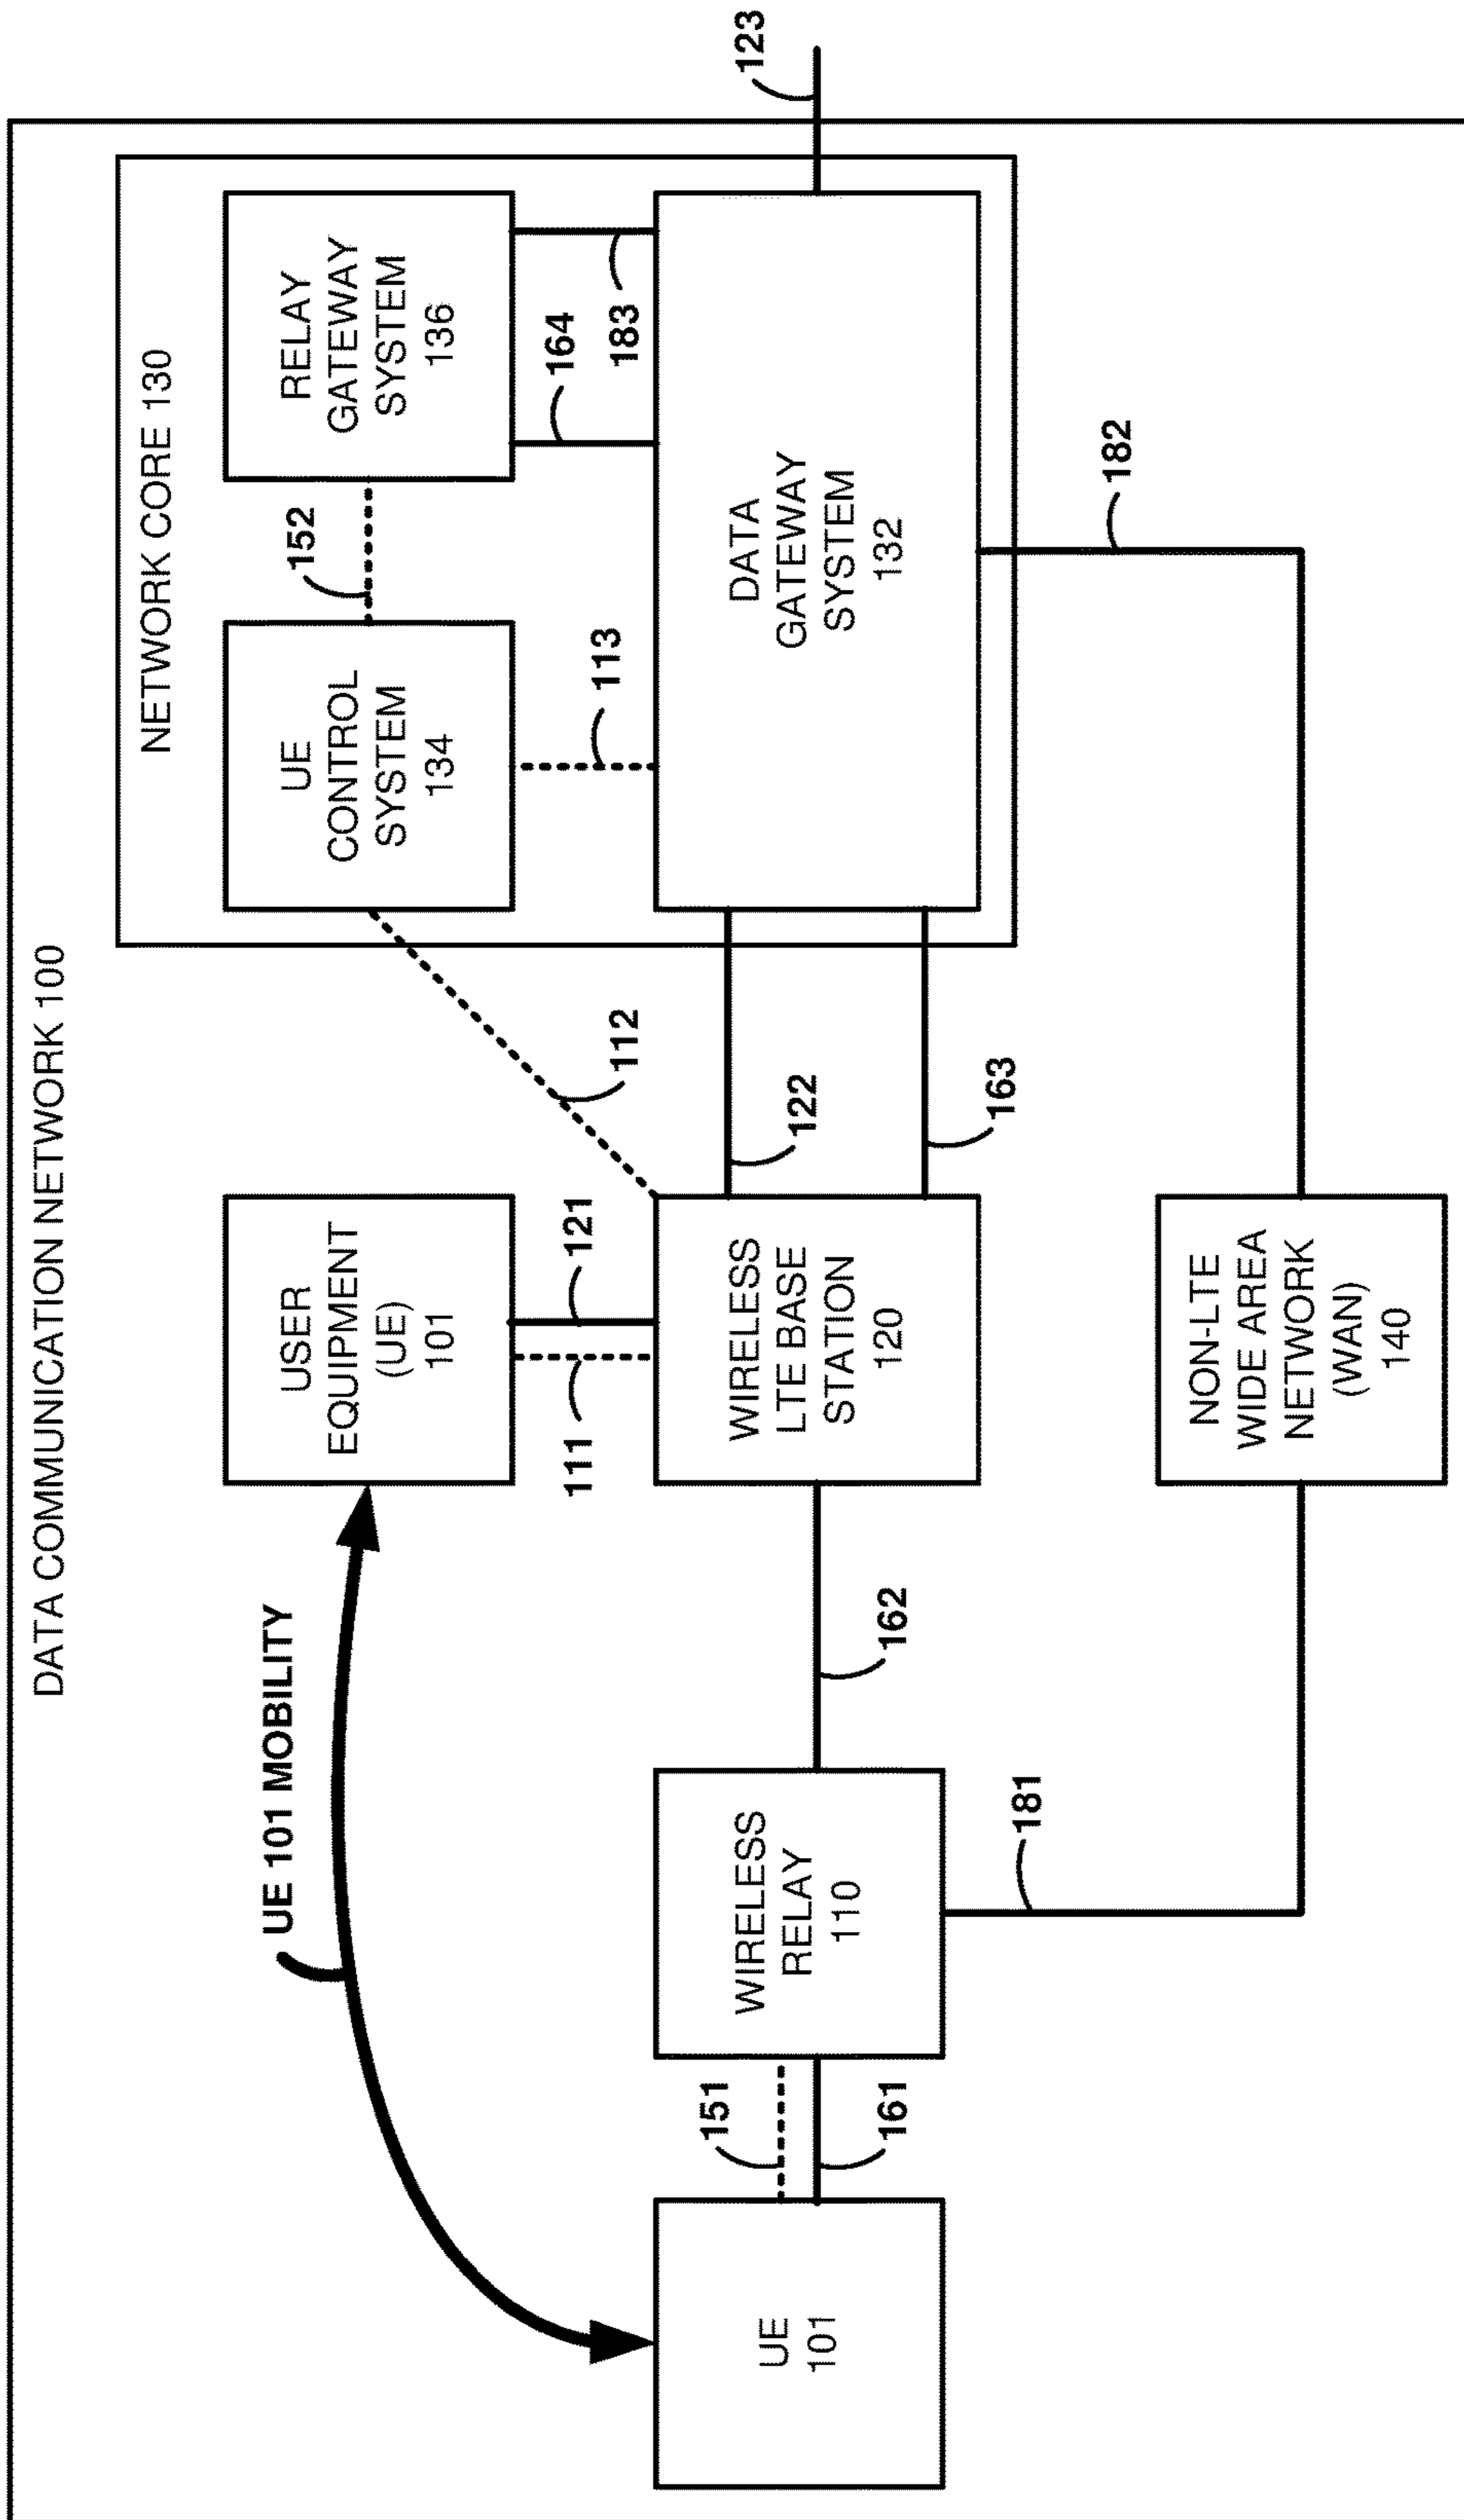 DATA COMMUNICATION NETWORK 100
UE 101 MOBILITY
USER
EQUIPMENT
(UE)
101
111
121
112
NETWORK CORE 130
UE
CONTROL
SYSTEM
134
152
RELAY
GATEWAY
SYSTEM
136
113
164
183
UE
101
151
161
WIRELESS
RELAY
110
162
WIRELESS
LTE BASE
STATION
120
122
163
DATA
GATEWAY
SYSTEM
132
123
181
NON-LTE
WIDE AREA
NETWORK
(WAN)
140
182